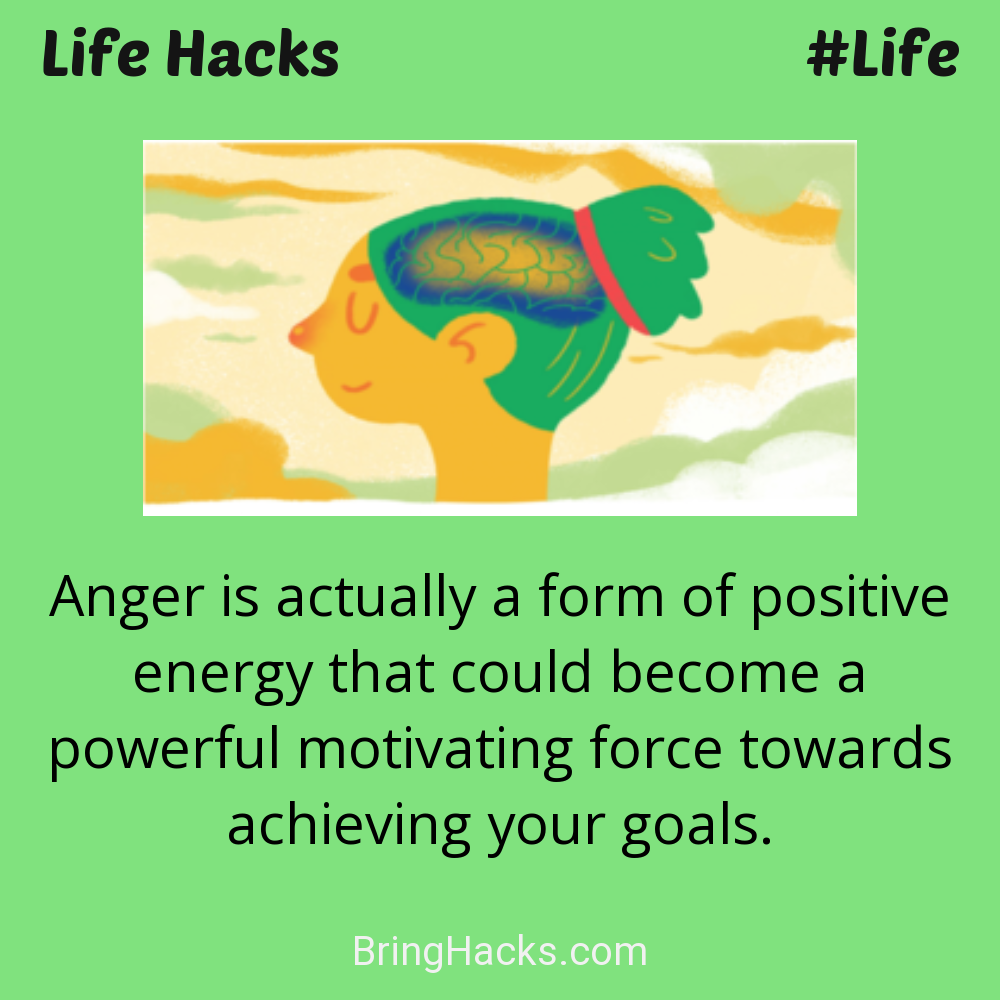 Life Hacks
#Life
Anger is actually a form of positive
energy that could become a
powerful motivating force towards
achieving your goals.
BringHacks.com